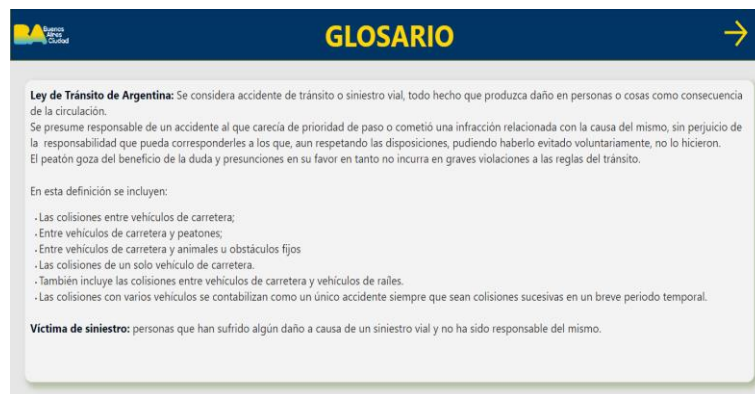 BA Buenos
Aires
Ciudad
GLOSARIO
Ley de Tránsito de Argentina: Se considera accidente de tránsito o siniestro vial, todo hecho que produzca daño en personas o cosas como consecuencia
de la circulación.
Se presume responsable de un accidente al que carecía de prioridad de paso o cometió una infracción relacionada con la causa del mismo, sin perjuicio de
la responsabilidad que pueda corresponderles a los que, aun respetando las disposiciones, pudiendo haberlo evitado voluntariamente, no lo hicieron.
El peatón goza del beneficio de la duda y presunciones en su favor en tanto no incurra en graves violaciones a las reglas del tránsito.
En esta definición se incluyen:
• Las colisiones entre vehículos de carretera;
• Entre vehículos de carretera y peatones;
• Entre vehículos de carretera y animales u obstáculos fijos
• Las colisiones de un solo vehículo de carretera.
• También incluye las colisiones entre vehículos de carretera y vehículos de raíles.
• Las colisiones con varios vehículos se contabilizan como un único accidente siempre que sean colisiones sucesivas en un breve periodo temporal.
Víctima de siniestro: personas que han sufrido algún daño a causa de un siniestro vial y no ha sido responsable del mismo.